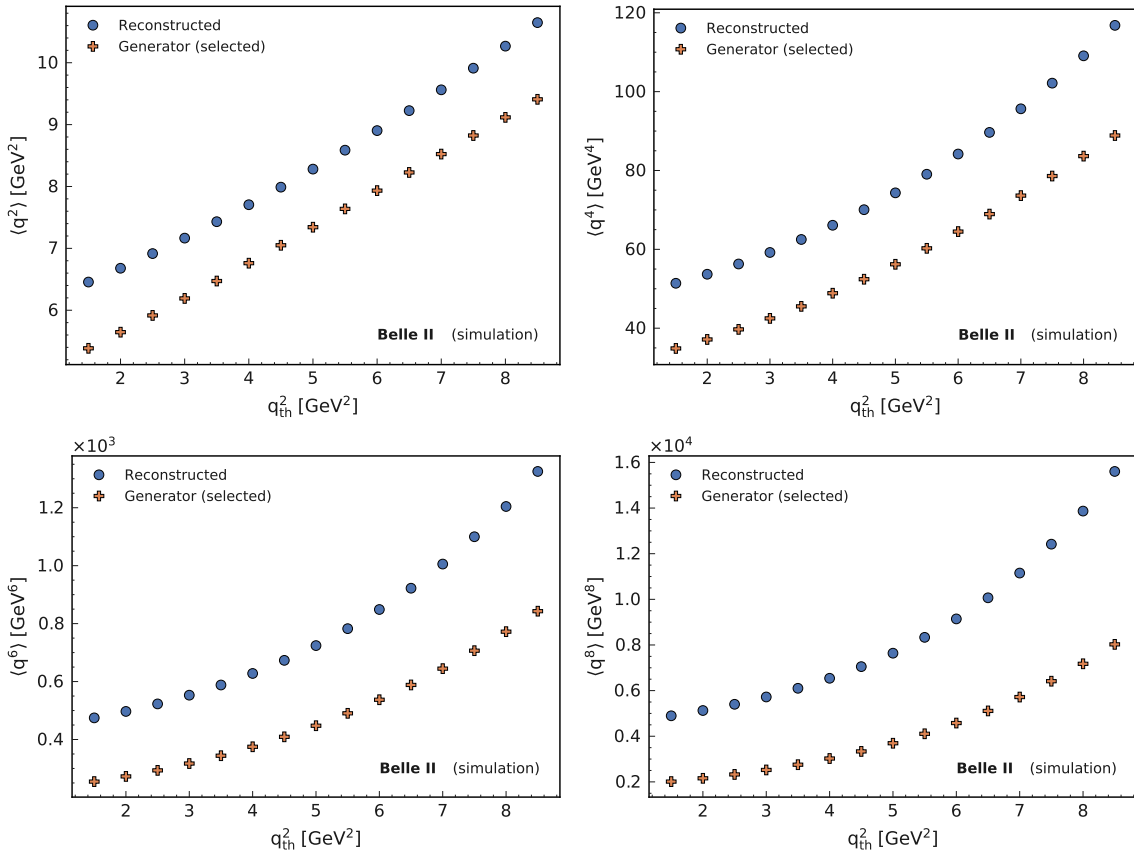 Reconstructed
Generator (selected)
10
9
8
7
6
⟨q²⟩ [GeV²]
Belle II (simulation)
2 3 4 5 6 7 8
q²th [GeV²]
Reconstructed
Generator (selected)
120
100
80
60
40
⟨q⁴⟩ [GeV⁴]
Belle II (simulation)
2 3 4 5 6 7 8
q²th [GeV²]
×10³
Reconstructed
Generator (selected)
1.2
1.0
0.8
0.6
0.4
⟨q⁶⟩ [GeV⁶]
Belle II (simulation)
2 3 4 5 6 7 8
q²th [GeV²]
×10⁴
Reconstructed
Generator (selected)
1.6
1.4
1.2
1.0
0.8
0.6
0.4
0.2
⟨q⁸⟩ [GeV⁸]
Belle II (simulation)
2 3 4 5 6 7 8
q²th [GeV²]